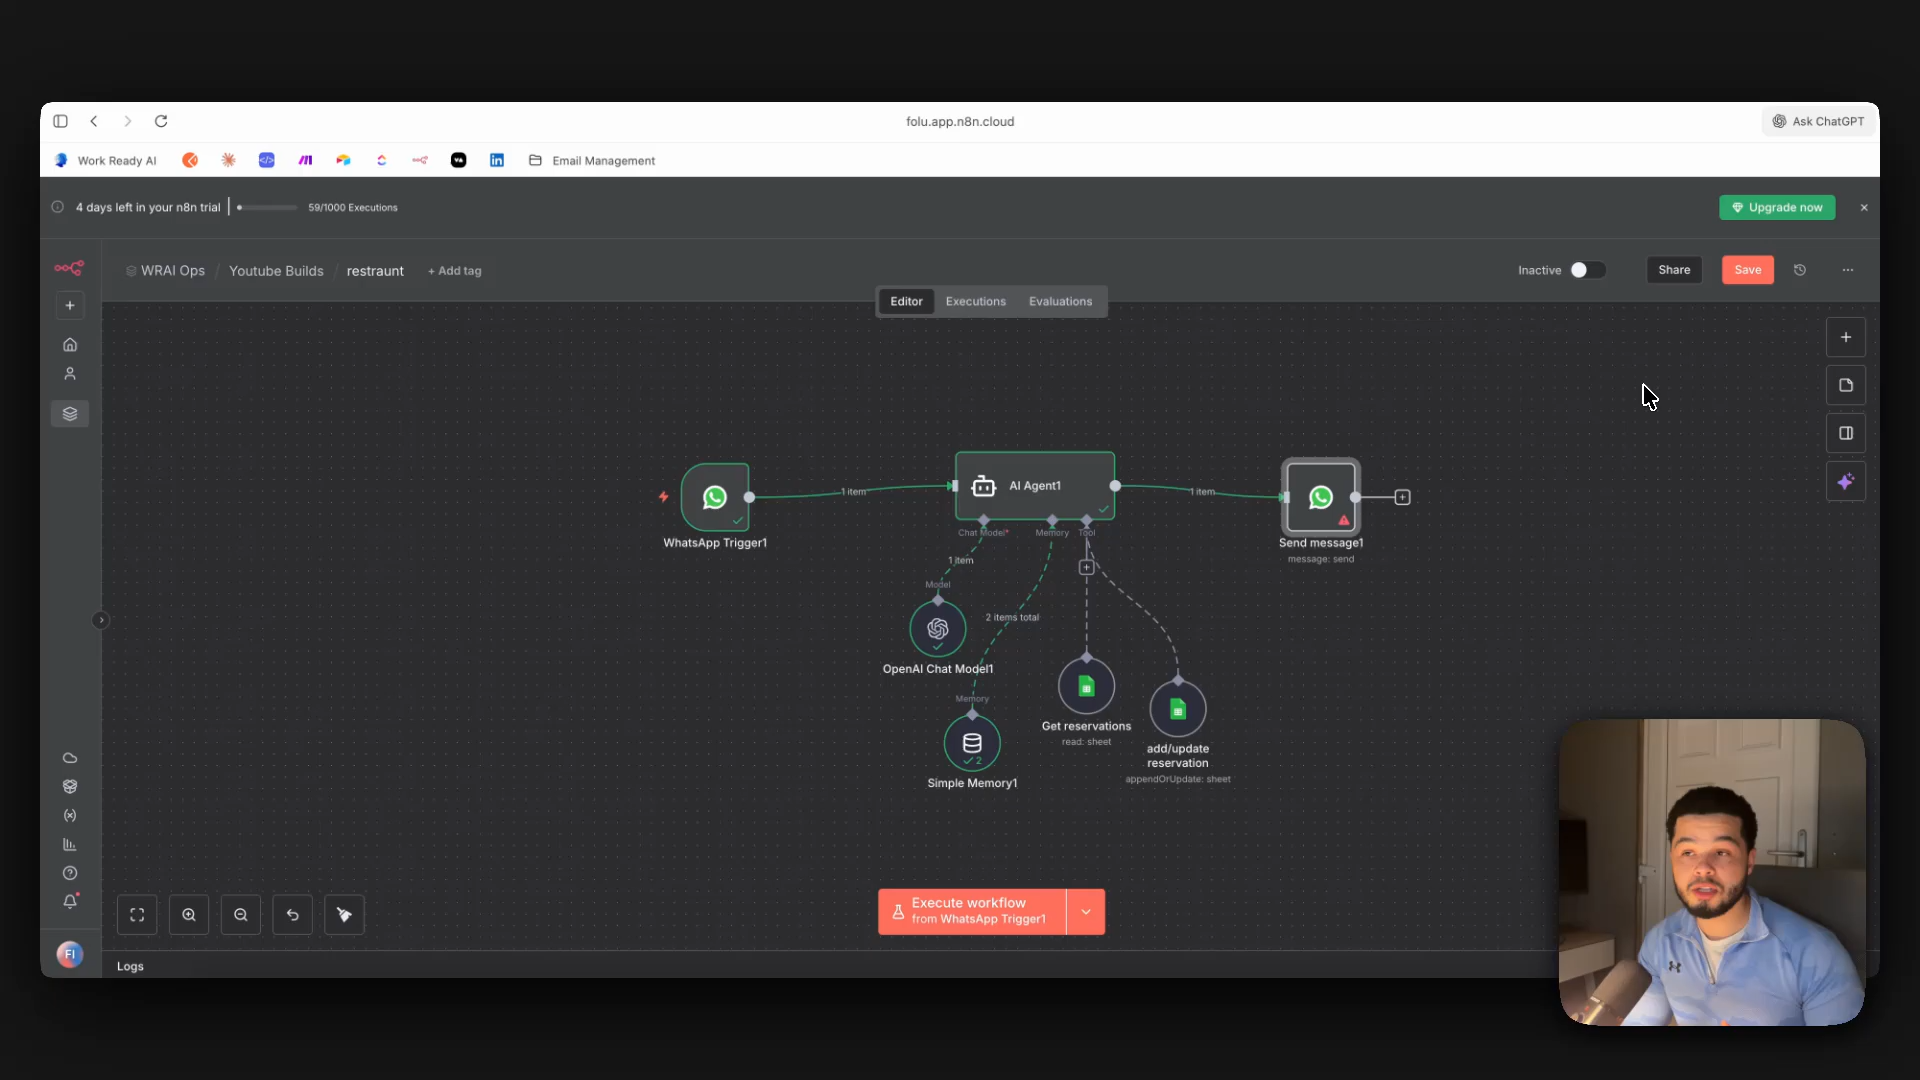 folu.app.n8n.cloud
Ask ChatGPT
Work Ready AI
Email Management
4 days left in your n8n trial
59/1000 Executions
Upgrade now
WRAI Ops / Youtube Builds / restraunt
+ Add tag
Inactive
Share
Save
Editor
Executions
Evaluations
1 item
AI Agent1
1 item
Chat Model*
Memory
Tool
WhatsApp Trigger1
Send message1
message: send
1 item
Model
2 items total
OpenAI Chat Model1
Memory
Get reservations
read: sheet
add/update
reservation
appendOrUpdate: sheet
2
Simple Memory1
Execute workflow
from WhatsApp Trigger1
FI
Logs